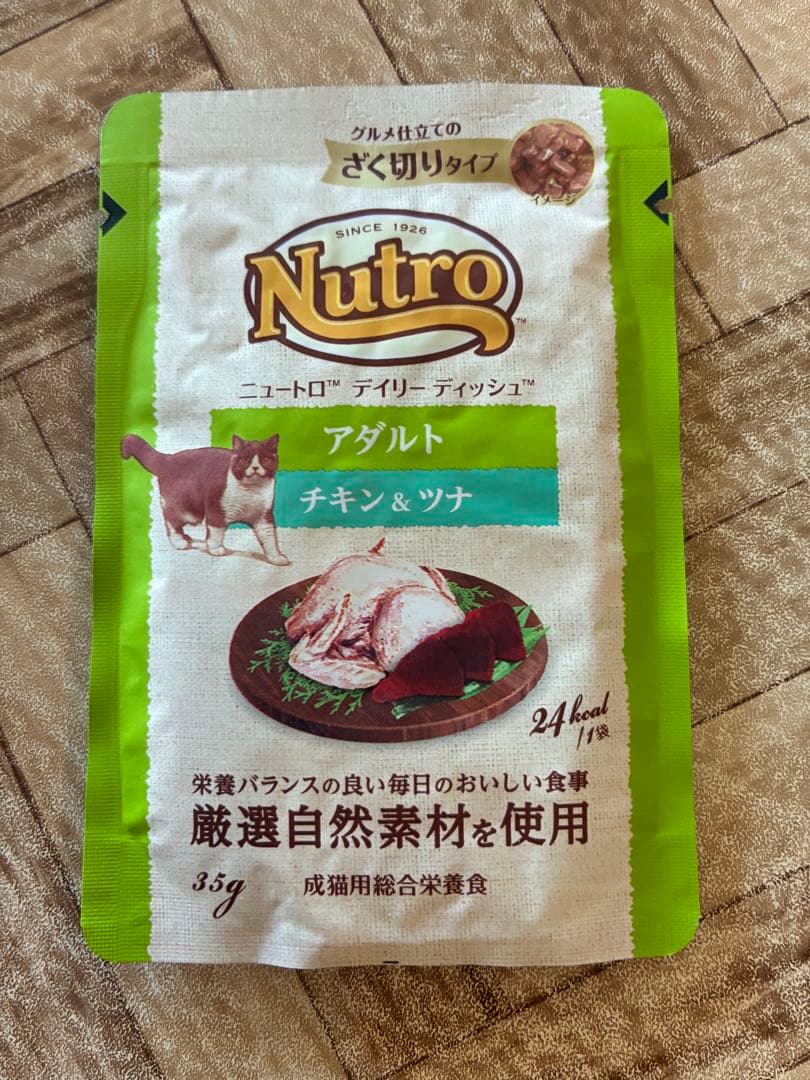 グルメ仕立ての
ざく切りタイプ
イメージ
SINCE 1926
Nutro™
ニュートロ™ デイリー ディッシュ™
アダルト
チキン & ツナ
24kcal
/1袋
栄養バランスの良い毎日のおいしい食事
厳選自然素材を使用
35g 成猫用総合栄養食